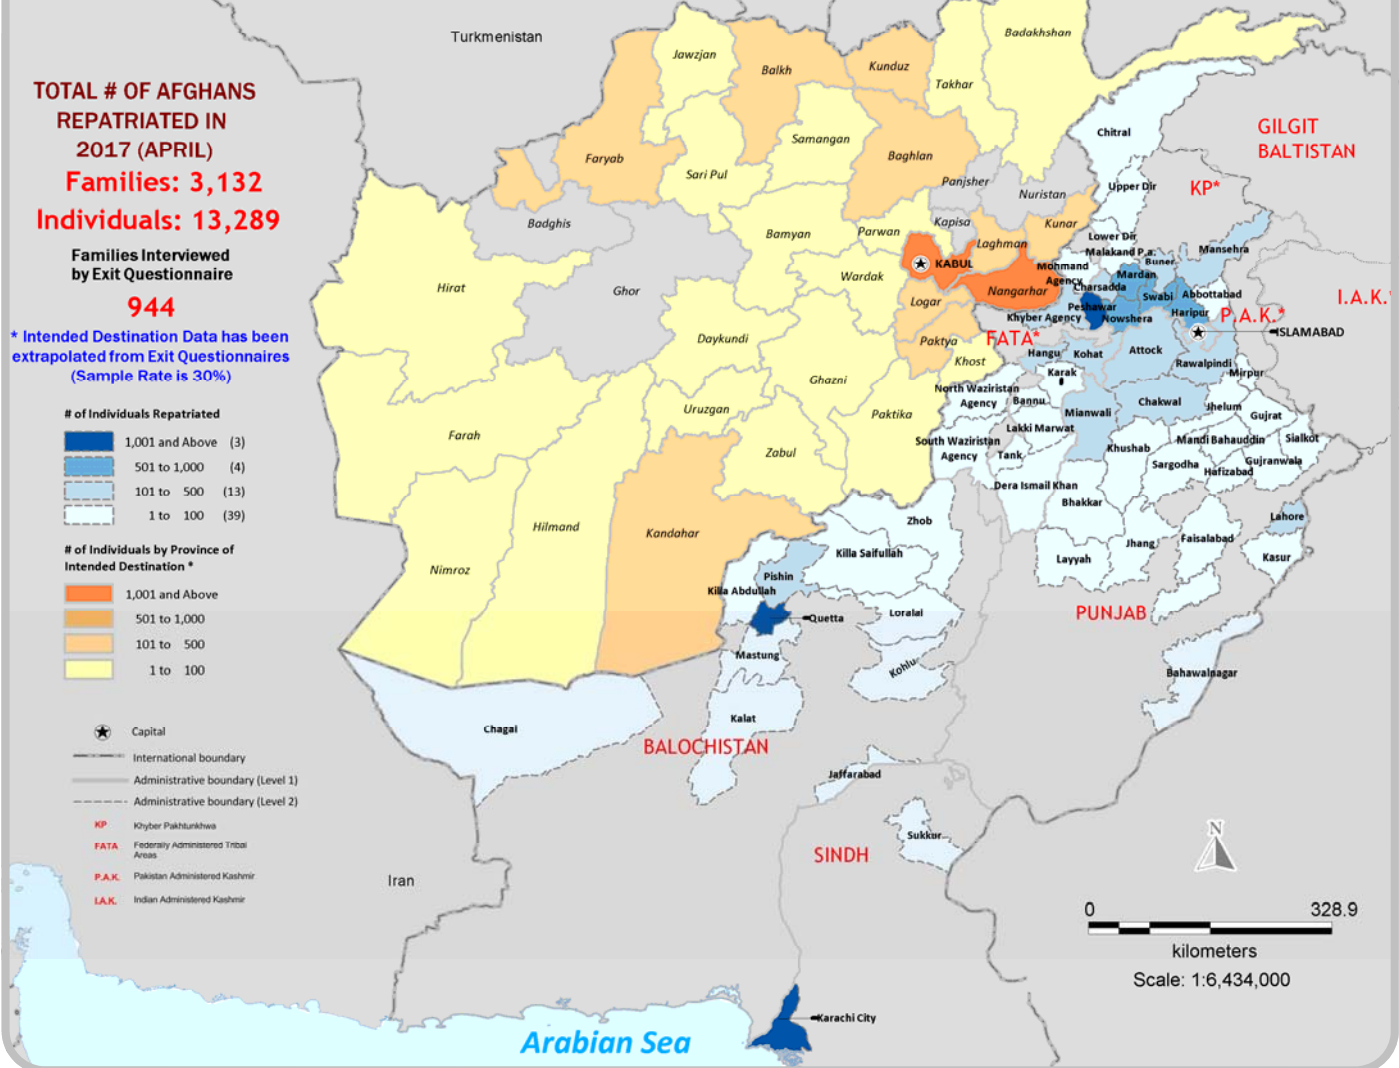 Turkmenistan
Jawzjan
Balkh
Kunduz
Takhar
Badakhshan
TOTAL # OF AFGHANS
REPATRIATED IN
2017 (APRIL)
Families: 3,132
Individuals: 13,289
Families Interviewed
by Exit Questionnaire
944
* Intended Destination Data has been
extrapolated from Exit Questionnaires
(Sample Rate is 30%)
# of Individuals Repatriated
1,001 and Above (3)
501 to 1,000 (4)
101 to 500 (13)
1 to 100 (39)
# of Individuals by Province of
Intended Destination *
1,001 and Above
501 to 1,000
101 to 500
1 to 100
Capital
International boundary
Administrative boundary (Level 1)
Administrative boundary (Level 2)
KP Khyber Pakhtunkhwa
FATA Federally Administered Tribal
Areas
P.A.K. Pakistan Administered Kashmir
I.A.K. Indian Administered Kashmir
Faryab
Sari Pul
Samangan
Baghlan
Panjsher
Nuristan
Badghis
Kapisa
Kunar
Laghman
Parwan
Bamyan
KABUL
Nangarhar
Wardak
Logar
Hirat
Ghor
Daykundi
Paktya
Khost
Ghazni
Uruzgan
Paktika
Farah
Zabul
Hilmand
Kandahar
Nimroz
Chitral
GILGIT
BALTISTAN
Upper Dir
KP*
Lower Dir
Malakand P.a.
Buner
Mansehra
Mohmand
Agency
Mardan
Charsadda
Swabi
Abbottabad
I.A.K.*
Peshawar
Nowshera
Haripur
P.A.K.*
Khyber Agency
ISLAMABAD
FATA*
Hangu
Kohat
Attock
Rawalpindi
Karak
Mirpur
North Waziristan
Agency
Bannu
Mianwali
Chakwal
Jhelum
Gujrat
Lakki Marwat
South Waziristan
Agency
Tank
Khushab
Mandi Bahauddin
Sialkot
Sargodha
Hafizabad
Gujranwala
Dera Ismail Khan
Bhakkar
Zhob
Lahore
Killa Saifullah
Layyah
Jhang
Faisalabad
Kasur
Pishin
Killa Abdullah
Quetta
Loralai
PUNJAB
Mastung
Kohlu
Bahawalnagar
Chagai
Kalat
BALOCHISTAN
Jaffarabad
Sukkur
SINDH
Iran
N
0 328.9
kilometers
Scale: 1:6,434,000
Karachi City
Arabian Sea